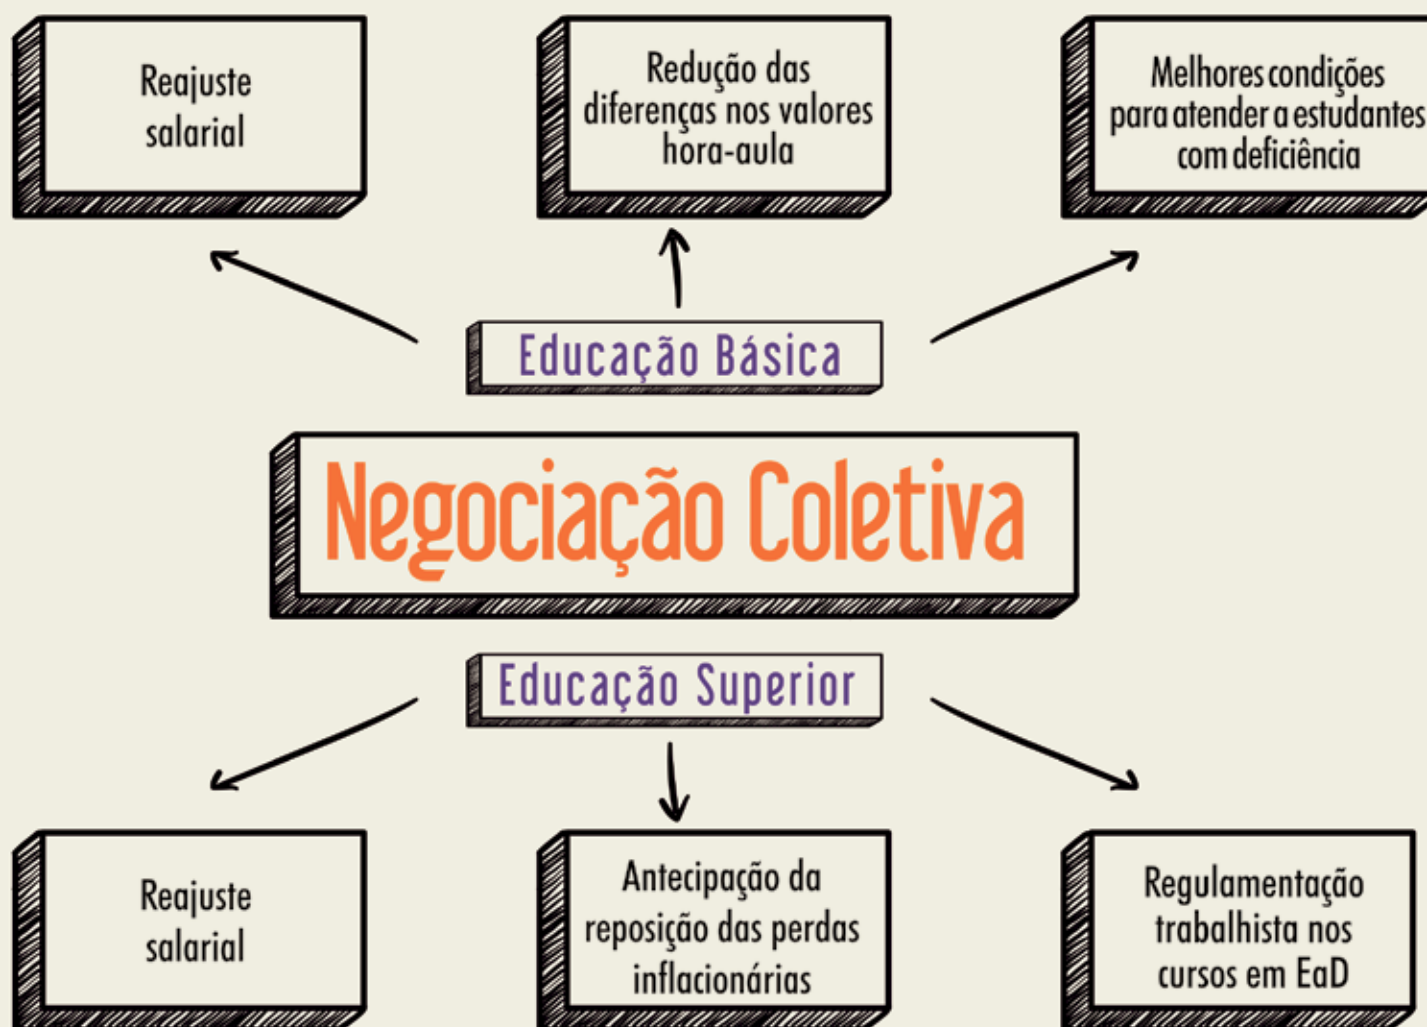 Reajuste
salarial
Redução das
diferenças nos valores
hora-aula
Melhores condições
para atender a estudantes
com deficiência
Educação Básica
Negociação Coletiva
Educação Superior
Reajuste
salarial
Antecipação da
reposição das perdas
inflacionárias
Regulamentação
trabalhista nos
cursos em EaD